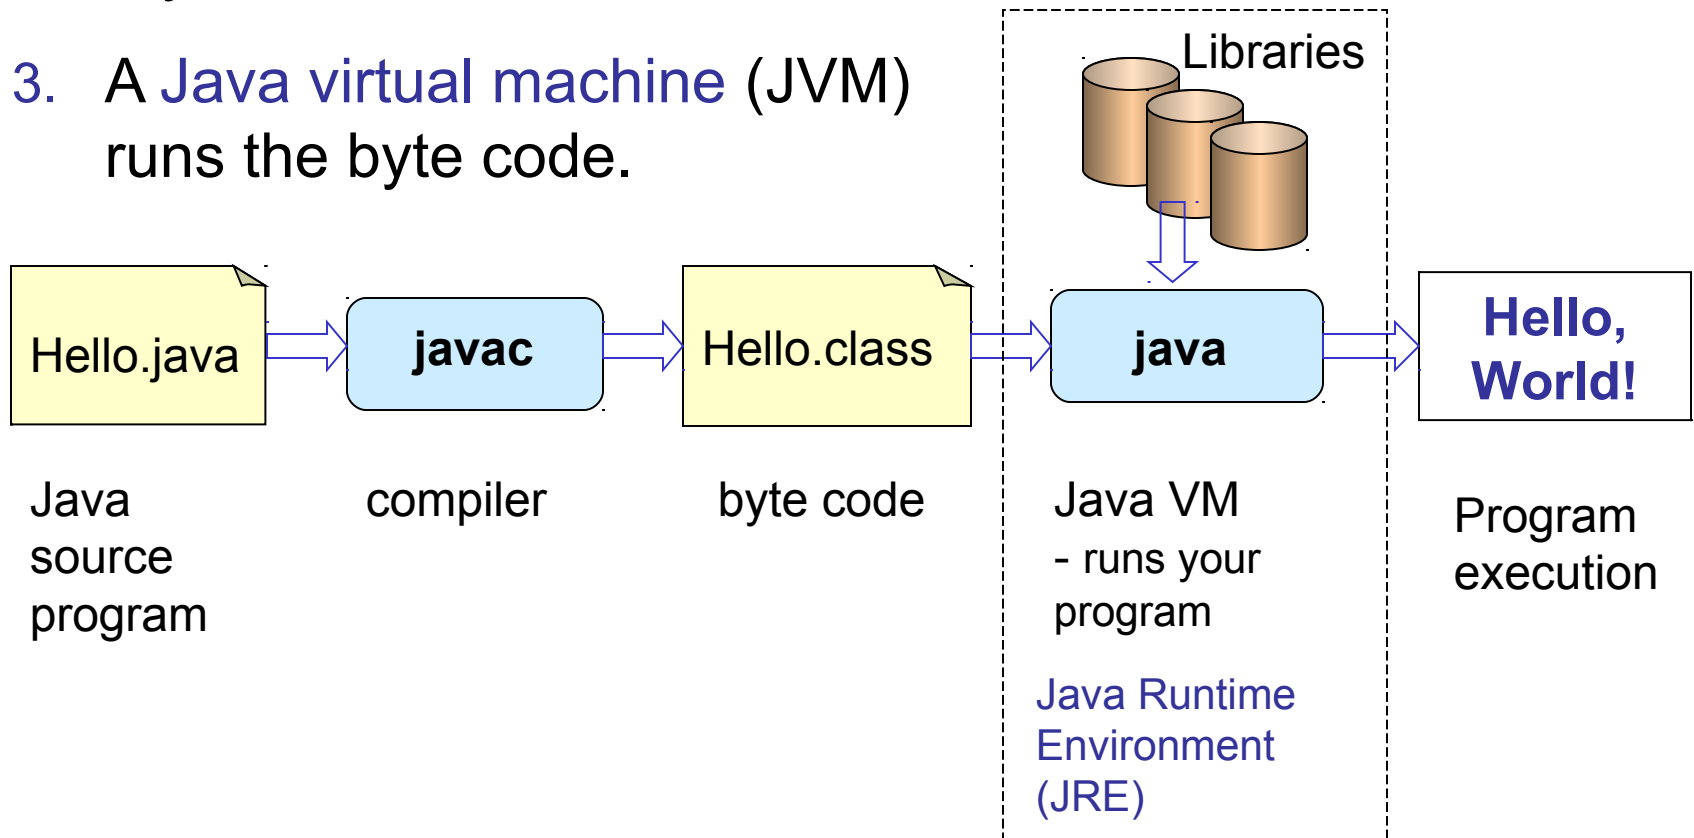 3. A Java virtual machine (JVM)
runs the byte code.
Libraries
Hello.java
javac
Hello.class
java
Hello,
World!
Java
source
program
compiler
byte code
Java VM
- runs your
program
Java Runtime
Environment
(JRE)
Program
execution